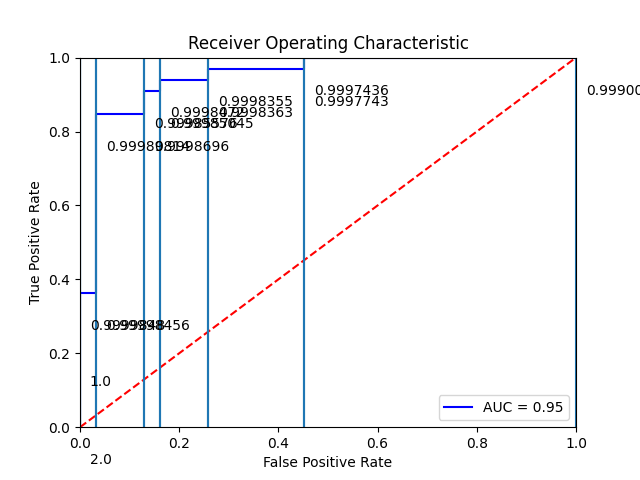 Receiver Operating Characteristic
1.0
0.9997436
0.99900
0.9998355
0.9997743
0.9998363
0.8
0.9998696
0.6
True Positive Rate
0.4
0.2
1.0
AUC = 0.95
0.0
0.0 0.2 0.4 0.6 0.8 1.0
2.0
False Positive Rate